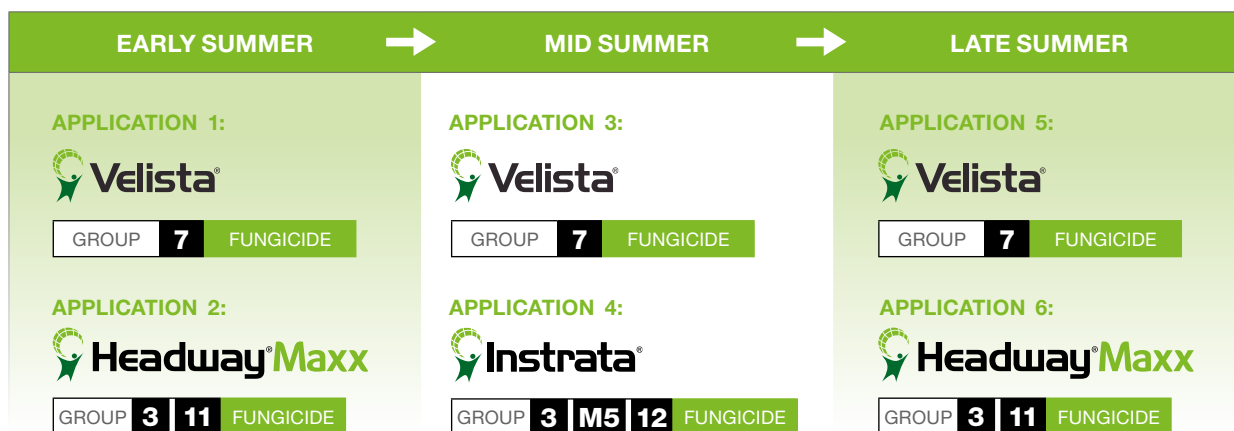 EARLY SUMMER
MID SUMMER
LATE SUMMER
APPLICATION 1:
Velista®
GROUP 7 FUNGICIDE
APPLICATION 2:
Headway®Maxx
GROUP 3 11 FUNGICIDE
APPLICATION 3:
Velista®
GROUP 7 FUNGICIDE
APPLICATION 4:
Instrata®
GROUP 3 M5 12 FUNGICIDE
APPLICATION 5:
Velista®
GROUP 7 FUNGICIDE
APPLICATION 6:
Headway®Maxx
GROUP 3 11 FUNGICIDE